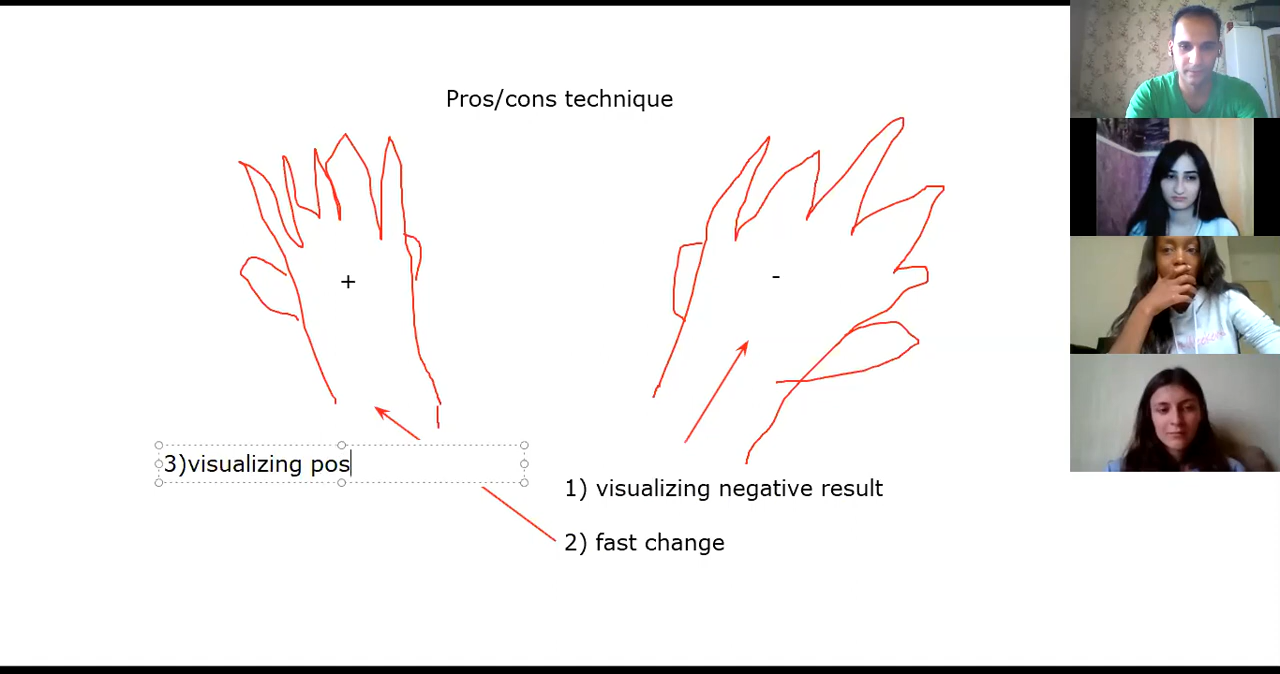 Pros/cons technique
+
-
3)visualizing pos
1) visualizing negative result
2) fast change